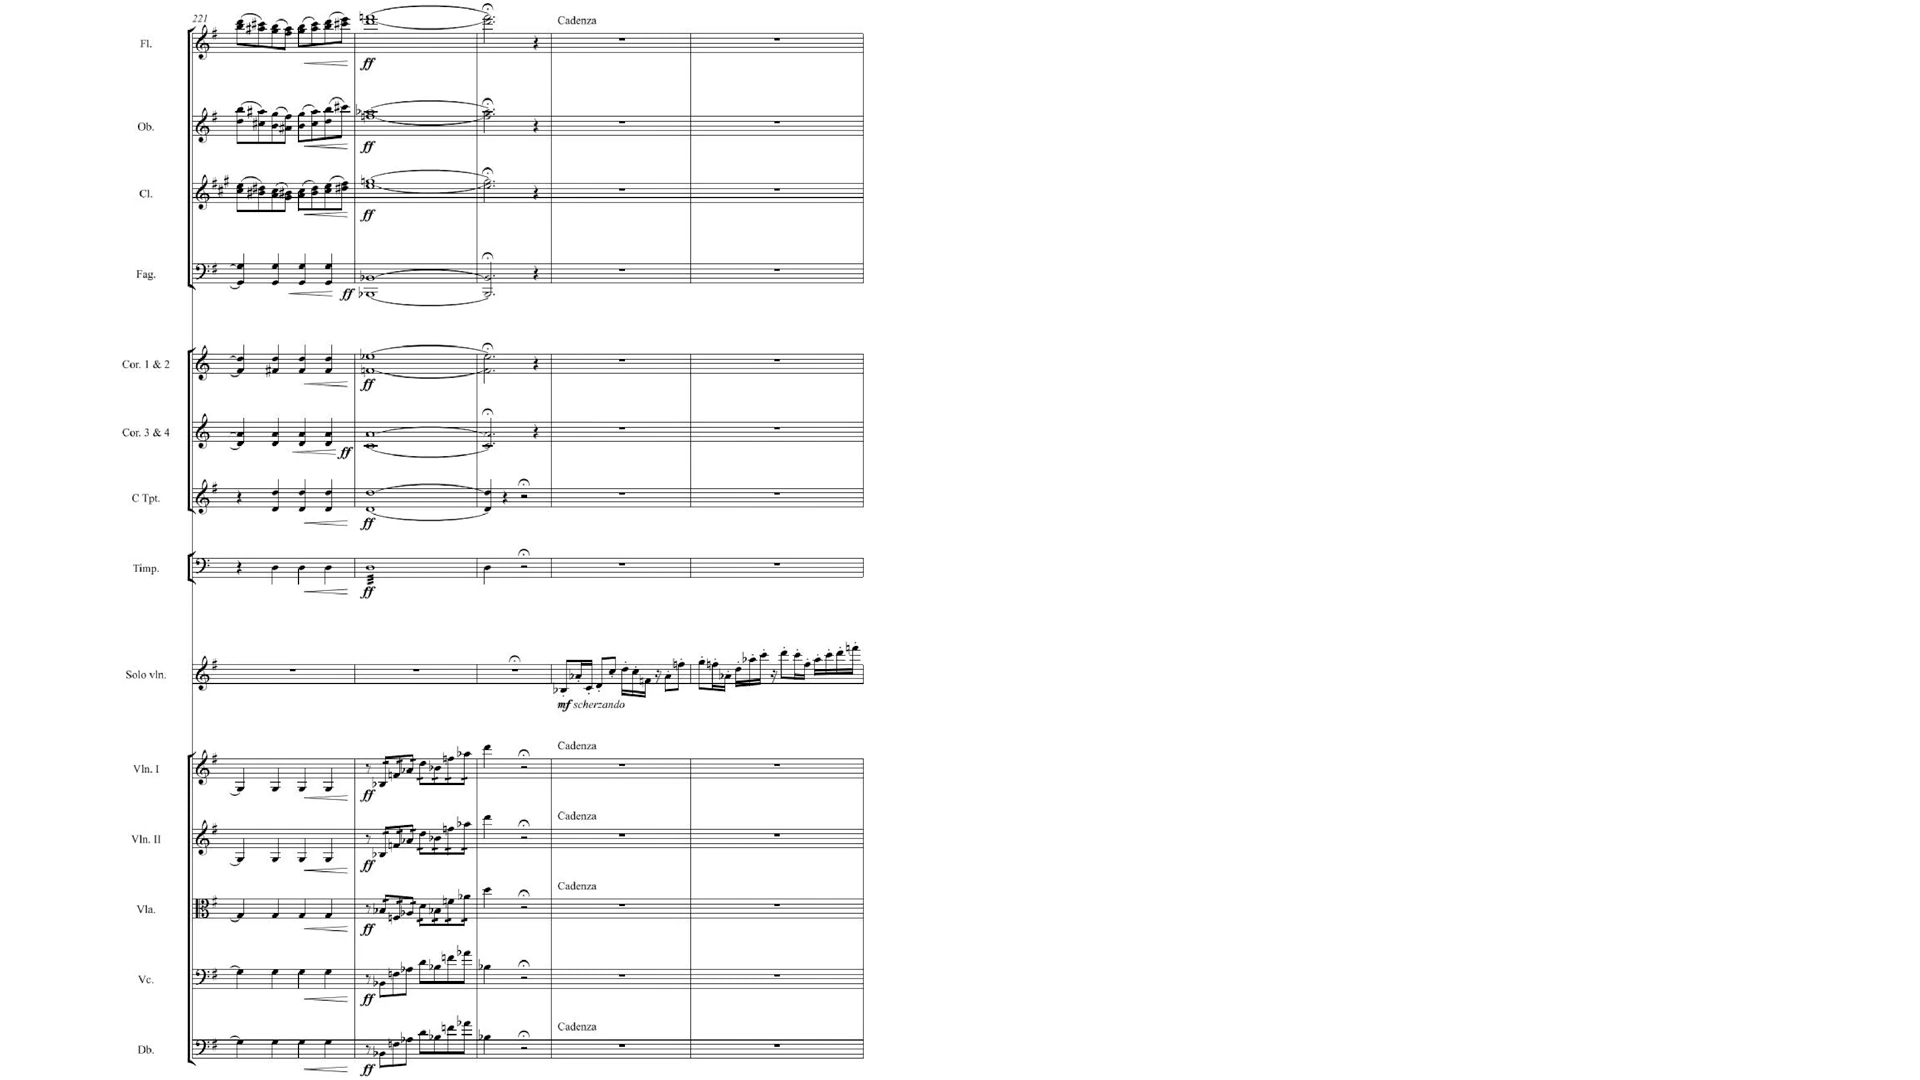 221
Cadenza
Fl.
ff
Ob.
ff
Cl.
ff
Fag.
ff
Cor. 1 & 2
ff
Cor. 3 & 4
ff
C Tpt.
ff
Timp.
ff
Solo vln.
mf scherzando
Cadenza
Vln. I
ff
Cadenza
Vln. II
ff
Cadenza
Vla.
ff
Vc.
ff
Cadenza
Db.
ff